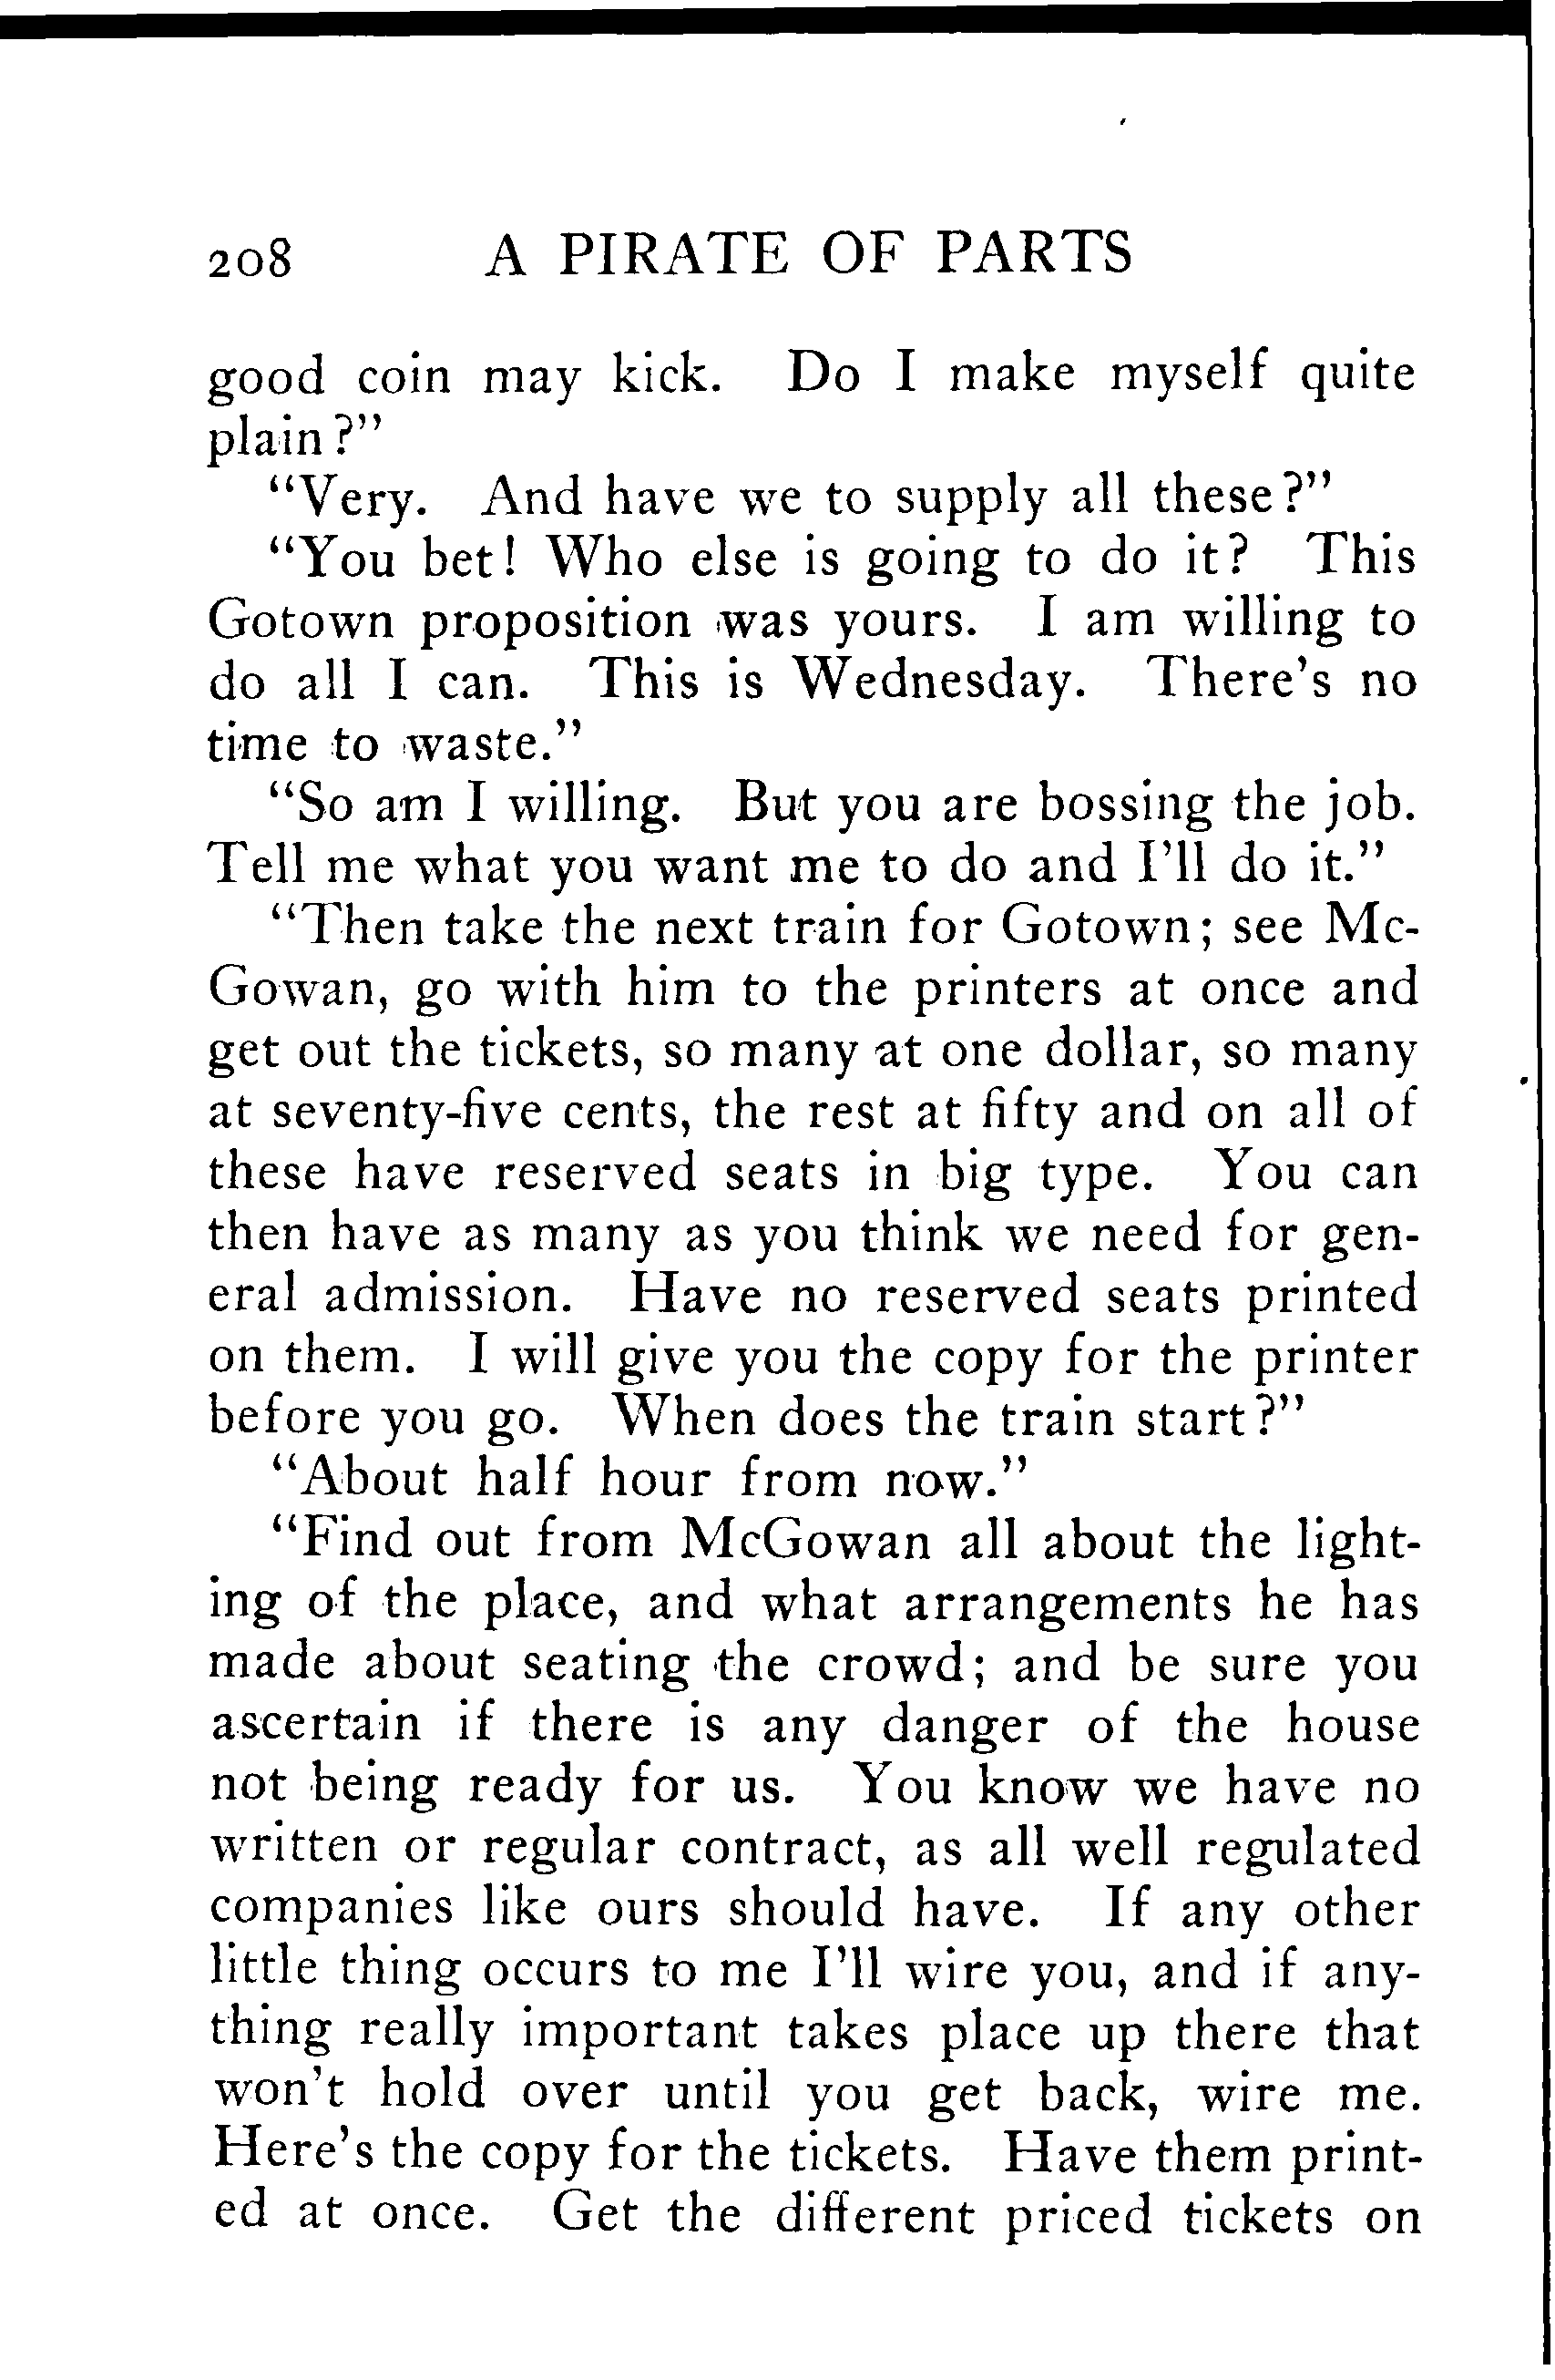 208 A PIRATE OF PARTS
good coin may kick. Do I make myself quite
plain?"
"Very. And have we to supply all these?"
"You bet! Who else is going to do it? This
Gotown proposition was yours. I am willing to
do all I can. This is Wednesday. There's no
time to waste."
"So am I willing. But you are bossing the job.
Tell me what you want me to do and I'll do it."
"Then take the next train for Gotown; see Mc-
Gowan, go with him to the printers at once and
get out the tickets, so many at one dollar, so many
at seventy-five cents, the rest at fifty and on all of
these have reserved seats in big type. You can
then have as many as you think we need for gen-
eral admission. Have no reserved seats printed
on them. I will give you the copy for the printer
before you go. When does the train start?"
"About half hour from now."
"Find out from McGowan all about the light-
ing of the place, and what arrangements he has
made about seating the crowd; and be sure you
ascertain if there is any danger of the house
not being ready for us. You know we have no
written or regular contract, as all well regulated
companies like ours should have. If any other
little thing occurs to me I'll wire you, and if any-
thing really important takes place up there that
won't hold over until you get back, wire me.
Here's the copy for the tickets. Have them print-
ed at once. Get the different priced tickets on